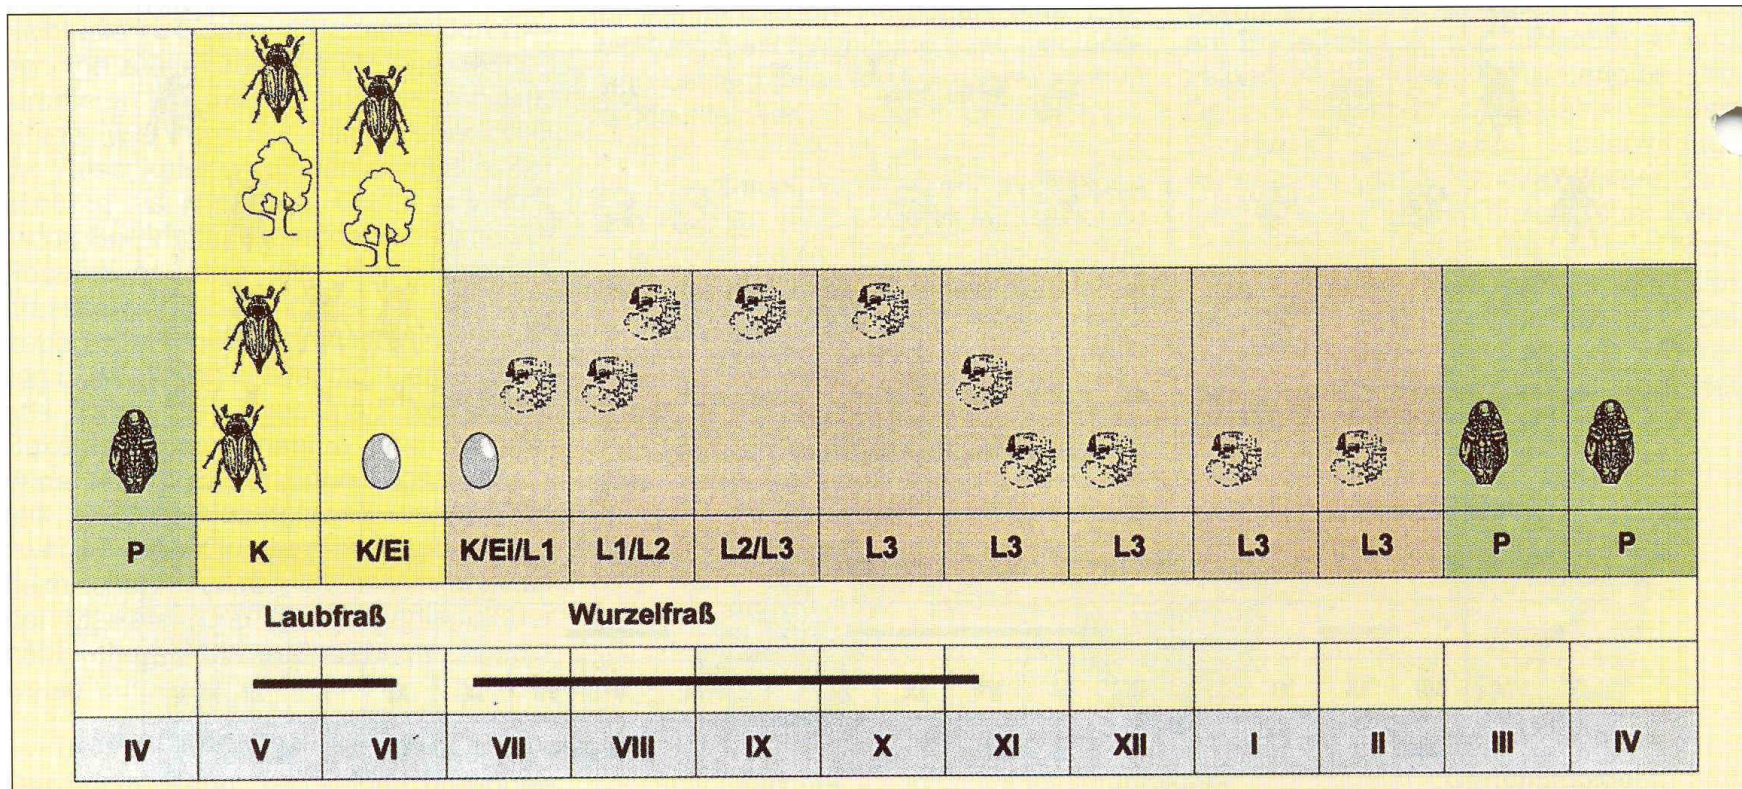 P K K/Ei K/Ei/L1 L1/L2 L2/L3 L3 L3 L3 L3 L3 P P
Laubfraß Wurzelfraß
IV V VI VII VIII IX X XI XII I II III IV